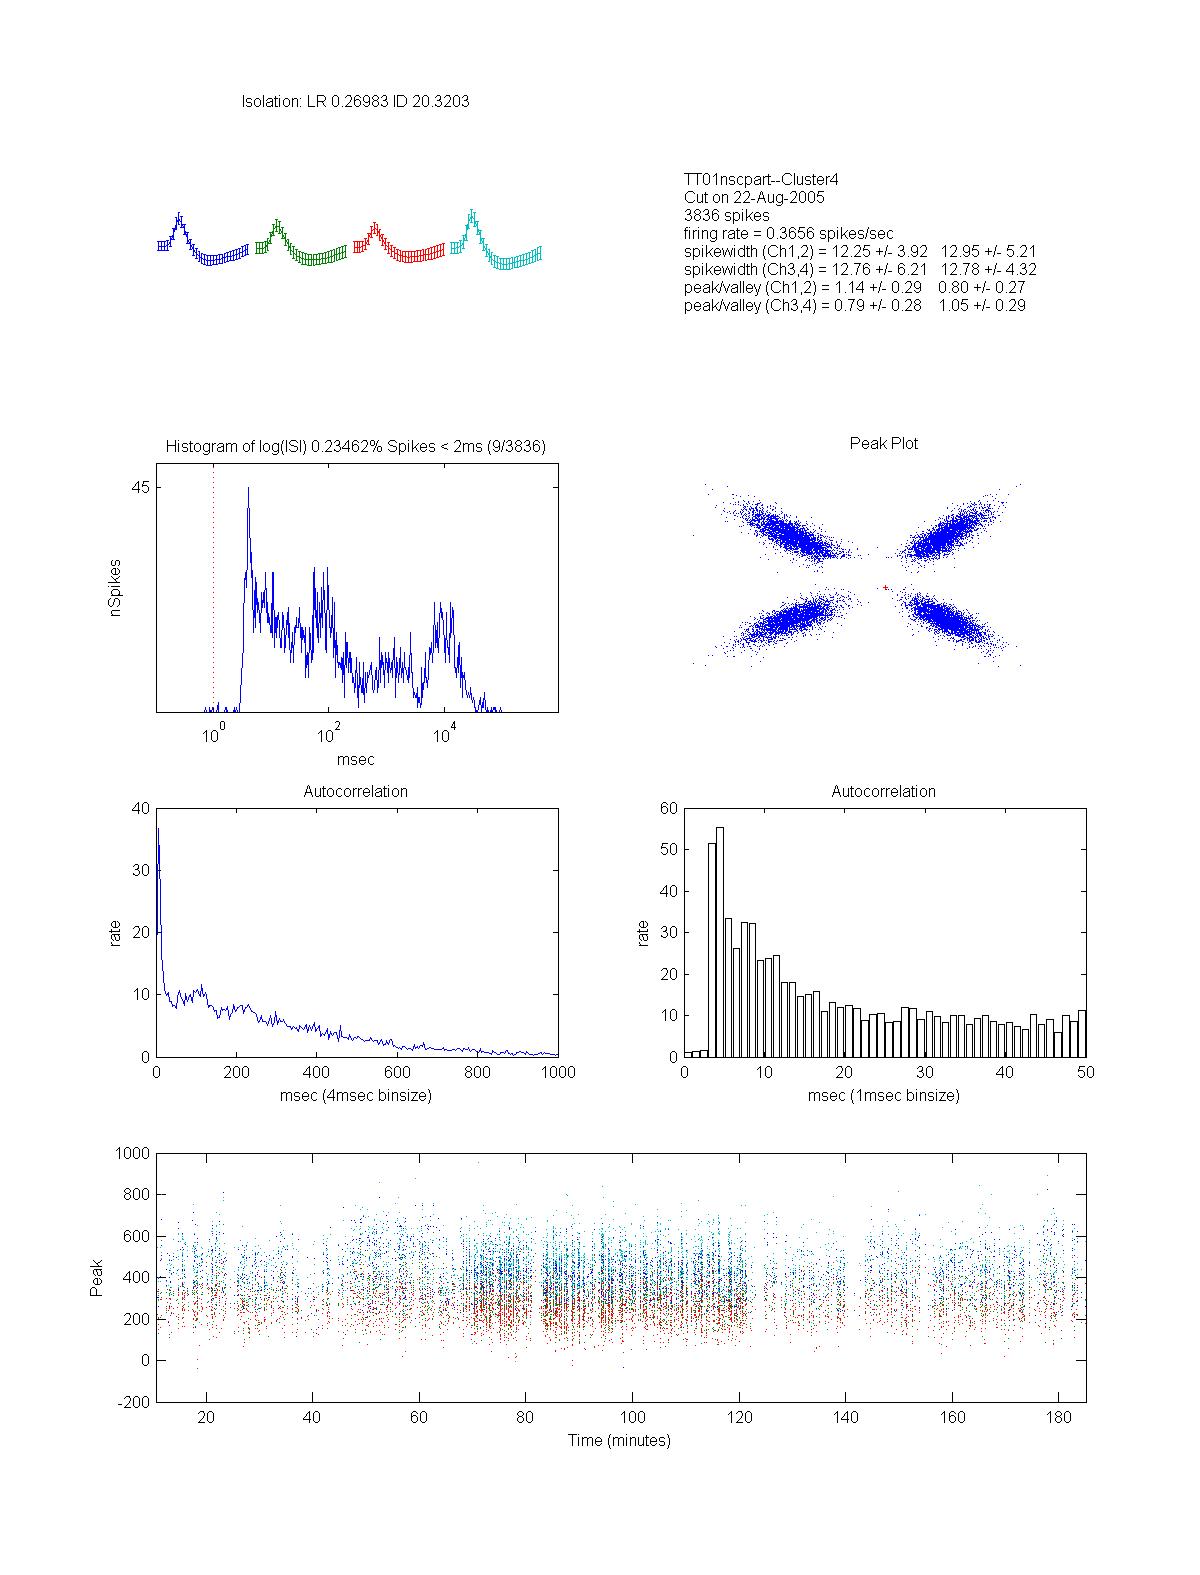 Isolation: LR 0.26983 ID 20.3203
TT01nscpart--Cluster4
Cut on 22-Aug-2005
3836 spikes
firing rate = 0.3656 spikes/sec
spikewidth (Ch1,2) = 12.25 +/- 3.92 12.95 +/- 5.21
spikewidth (Ch3,4) = 12.76 +/- 6.21 12.78 +/- 4.32
peak/valley (Ch1,2) = 1.14 +/- 0.29 0.80 +/- 0.27
peak/valley (Ch3,4) = 0.79 +/- 0.28 1.05 +/- 0.29
Histogram of log(ISI) 0.23462% Spikes < 2ms (9/3836)
45
nSpikes
10^0 10^2 10^4
msec
Peak Plot
Autocorrelation
40
30
20
10
0
rate
0 200 400 600 800 1000
msec (4msec binsize)
Autocorrelation
60
50
40
30
20
10
0
rate
0 10 20 30 40 50
msec (1msec binsize)
1000
800
600
400
200
0
-200
Peak
20 40 60 80 100 120 140 160 180
Time (minutes)